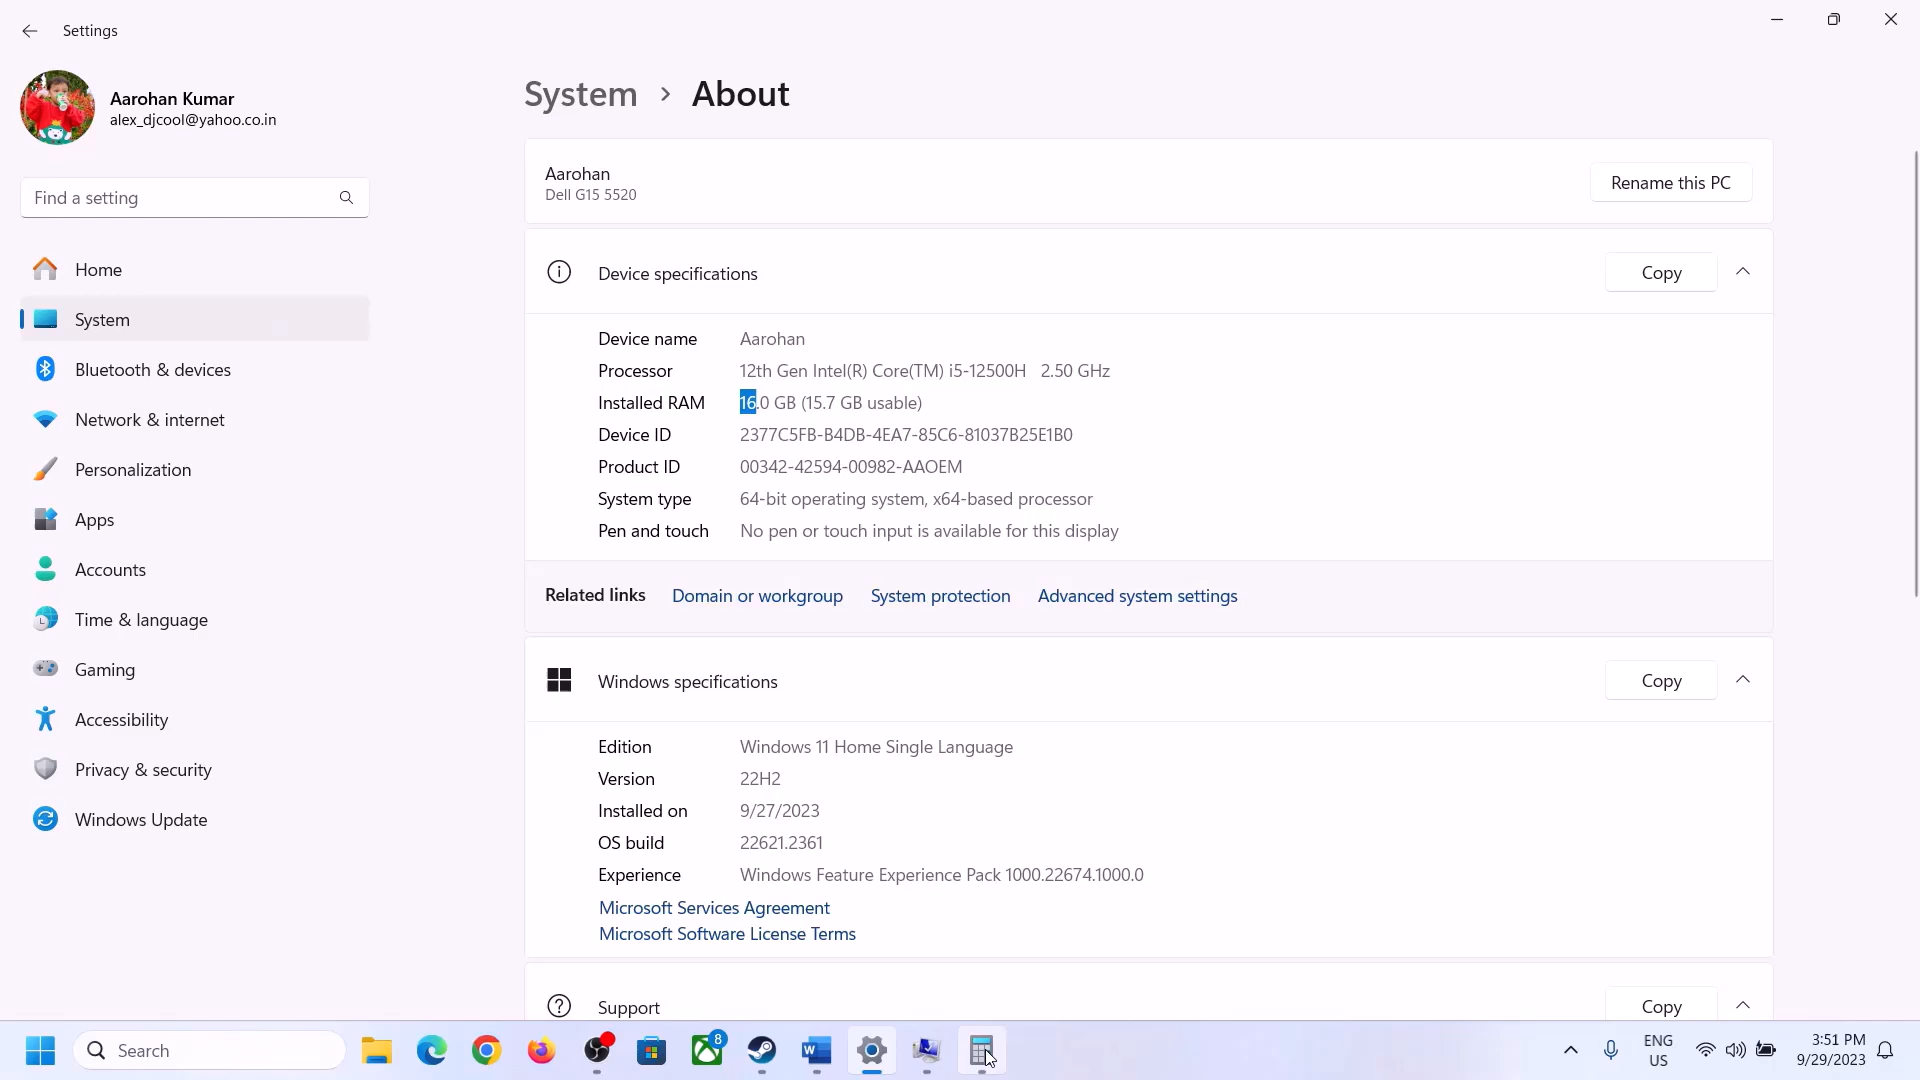 Settings
Aarohan Kumar
alex_djcool@yahoo.co.in
Find a setting
Home
System
Bluetooth & devices
Network & internet
Personalization
Apps
Accounts
Time & language
Gaming
Accessibility
Privacy & security
Windows Update
System > About
Aarohan
Dell G15 5520
Rename this PC
Device specifications
Copy
Device name Aarohan
Processor 12th Gen Intel(R) Core(TM) i5-12500H 2.50 GHz
Installed RAM 16.0 GB (15.7 GB usable)
Device ID 2377C5FB-B4DB-4EA7-85C6-81037B25E1B0
Product ID 00342-42594-00982-AAOEM
System type 64-bit operating system, x64-based processor
Pen and touch No pen or touch input is available for this display
Related links Domain or workgroup System protection Advanced system settings
Windows specifications
Copy
Edition Windows 11 Home Single Language
Version 22H2
Installed on 9/27/2023
OS build 22621.2361
Experience Windows Feature Experience Pack 1000.22674.1000.0
Microsoft Services Agreement
Microsoft Software License Terms
Support
Copy
Search
8
W
ENG
US
3:51 PM
9/29/2023